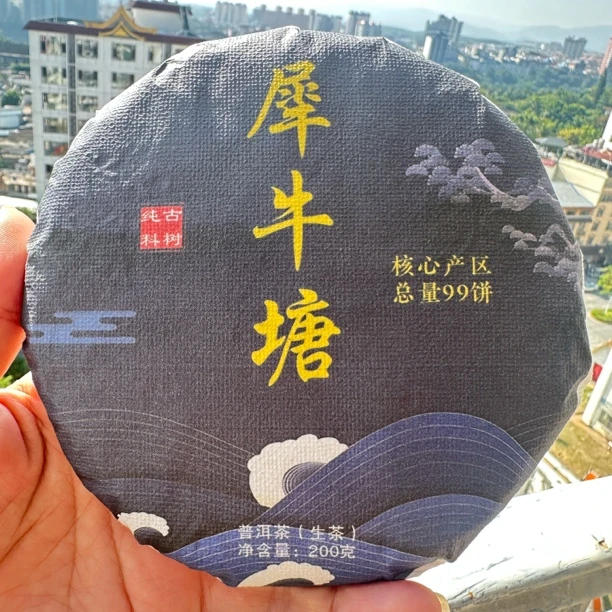 犀牛塘
古树
纯科
核心产区
总量99饼
普洱茶（生茶）
净含量：200克